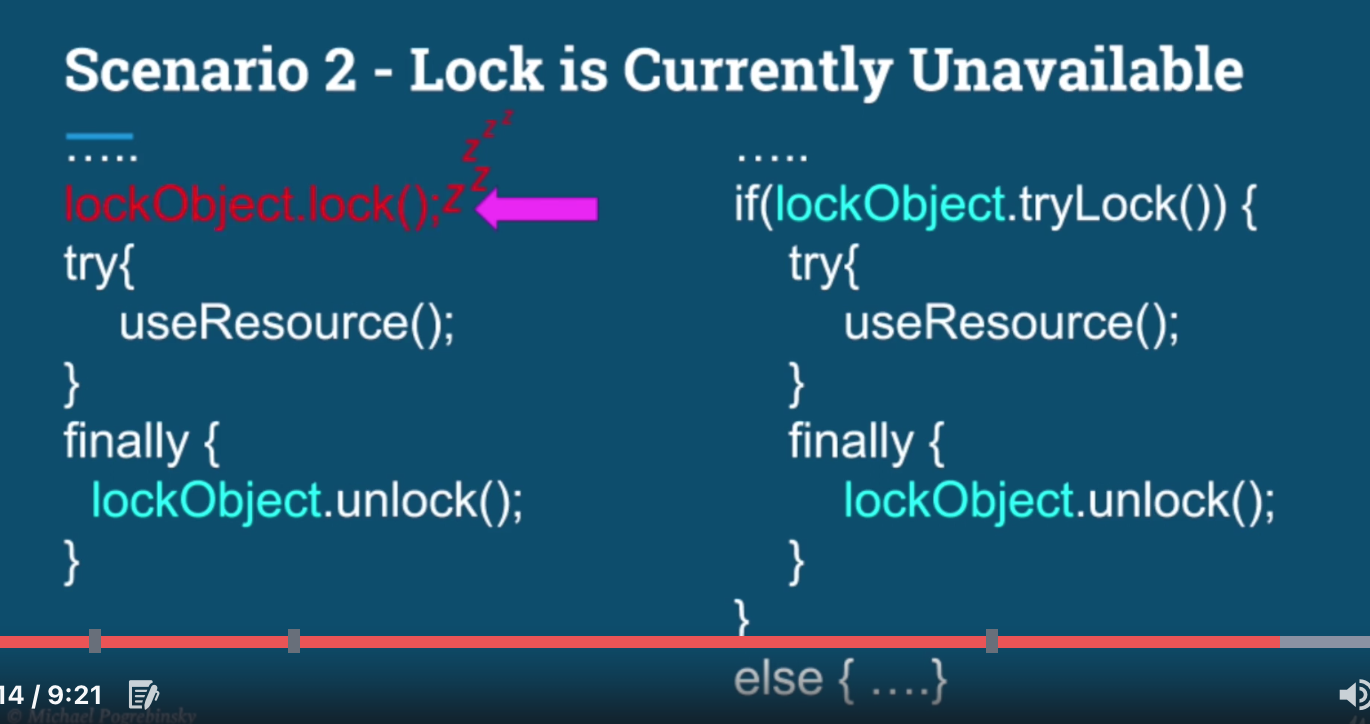 Scenario 2 - Lock is Currently Unavailable
.....
lockObject.lock();z z z z z
try{
useResource();
}
finally {
lockObject.unlock();
}
.....
if(lockObject.tryLock()) {
try{
useResource();
}
finally {
lockObject.unlock();
}
}
else { ....}
14 / 9:21
© Michael Pogrebinsky